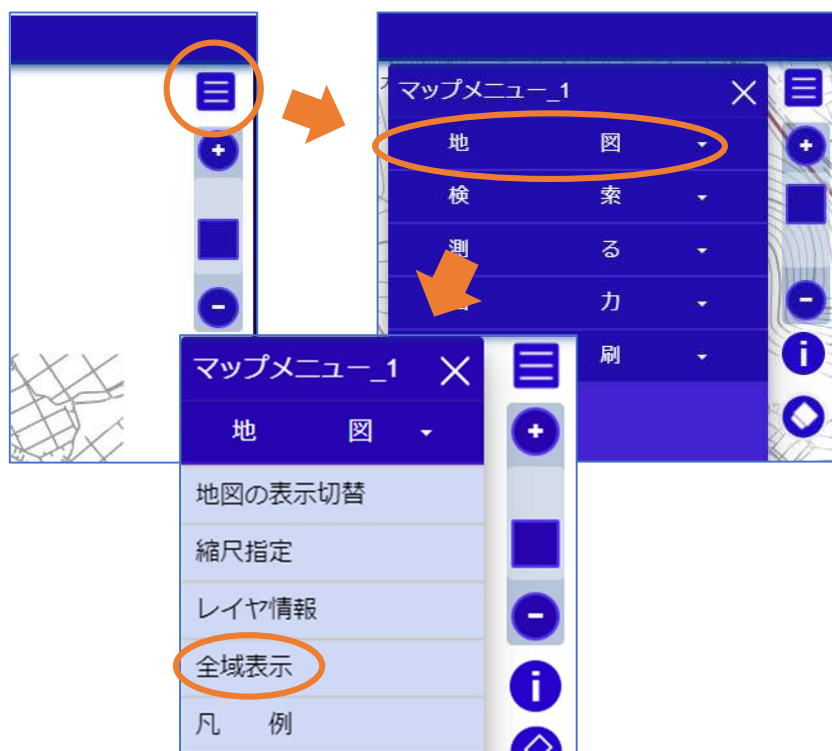 マップメニュー_1
地　　図
検　　索
測　　る
力
刷
マップメニュー_1
地　　図
地図の表示切替
縮尺指定
レイヤ情報
全域表示
凡　例